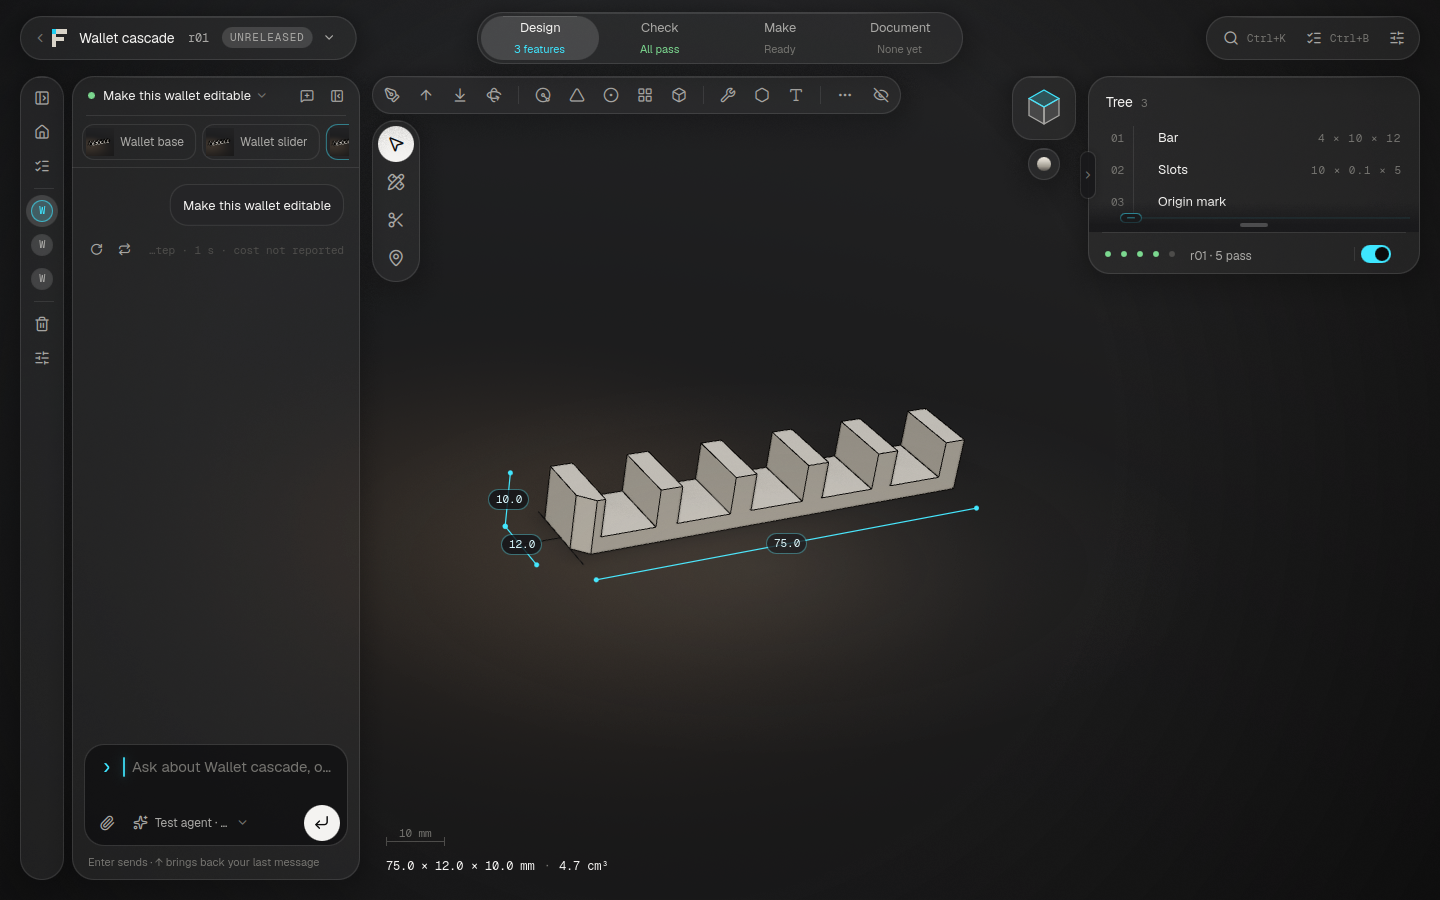 Wallet cascade r01 UNRELEASED
Design
3 features
Check
All pass
Make
Ready
Document
None yet
Ctrl+K
Ctrl+B
Make this wallet editable
Wallet base
Wallet slider
Make this wallet editable
…tep · 1 s · cost not reported
W
W
W
Tree 3
01 Bar 4 × 10 × 12
02 Slots 10 × 0.1 × 5
03 Origin mark
r01 · 5 pass
10.0
12.0
75.0
Ask about Wallet cascade, o…
Test agent · …
Enter sends · ↑ brings back your last message
10 mm
75.0 × 12.0 × 10.0 mm · 4.7 cm³